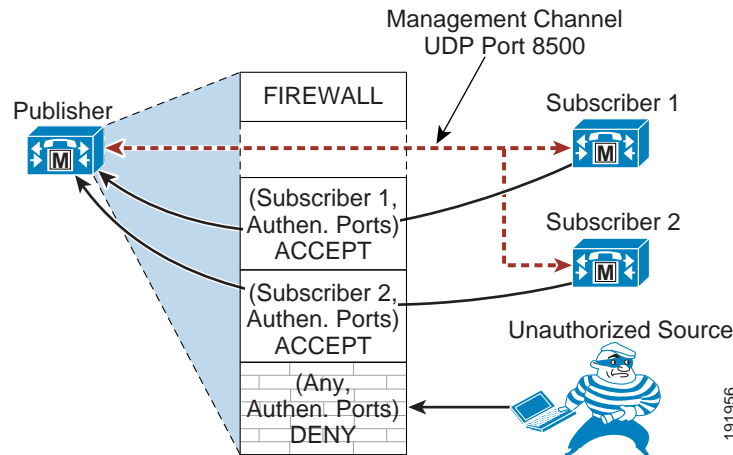 Management Channel
UDP Port 8500
FIREWALL
Publisher
M
Subscriber 1
M
(Subscriber 1,
Authen. Ports)
ACCEPT
Subscriber 2
M
(Subscriber 2,
Authen. Ports)
ACCEPT
Unauthorized Source
(Any,
Authen. Ports)
DENY
191956